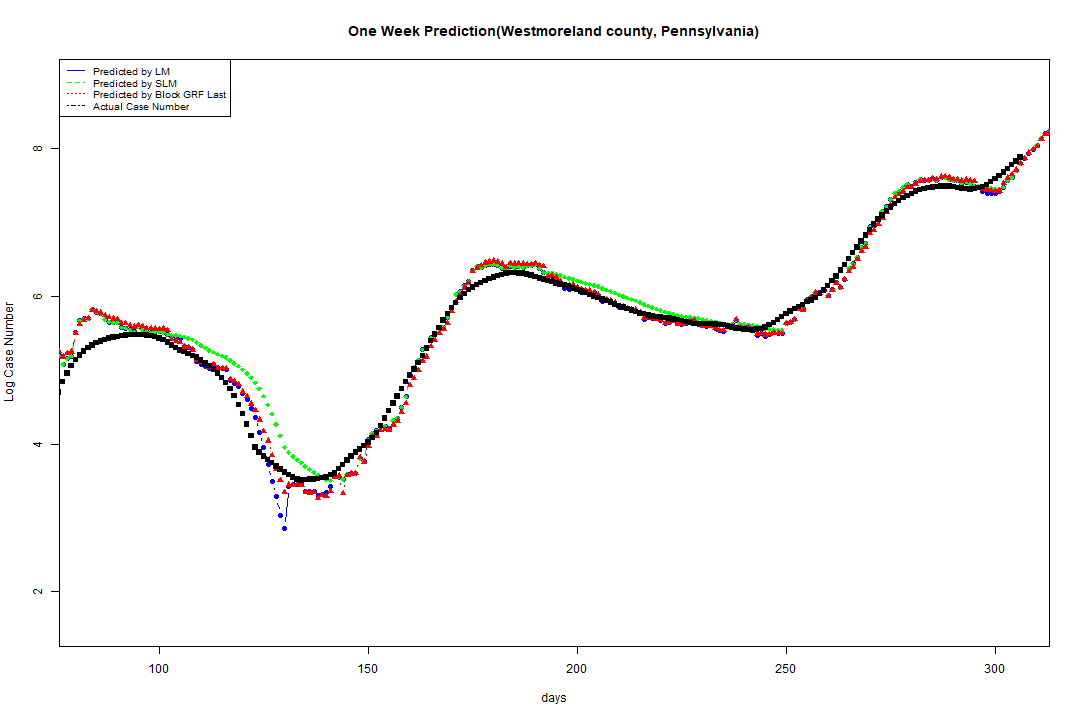 One Week Prediction(Westmoreland county, Pennsylvania)
Predicted by LM
Predicted by SLM
Predicted by Block GRF Last
Actual Case Number
8
6
4
2
Log Case Number
100 150 200 250 300
days